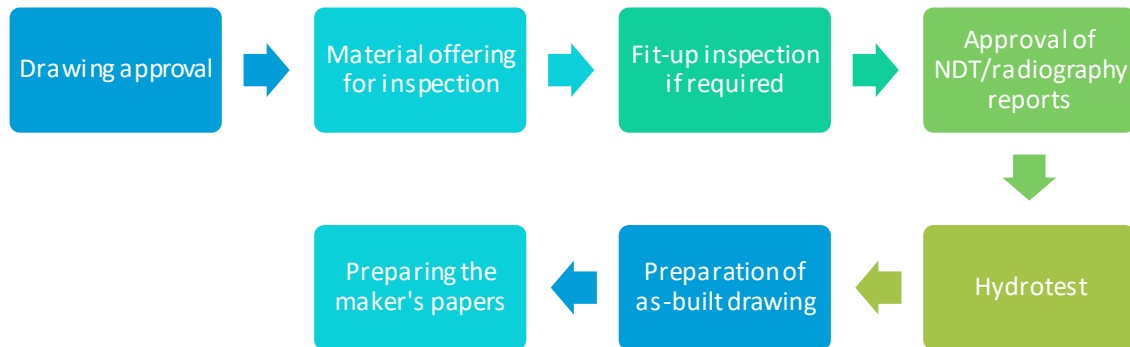 Drawing approval
Material offering
for inspection
Fit-up inspection
if required
Approval of
NDT/radiography
reports
Hydrotest
Preparation of
as-built drawing
Preparing the
maker's papers